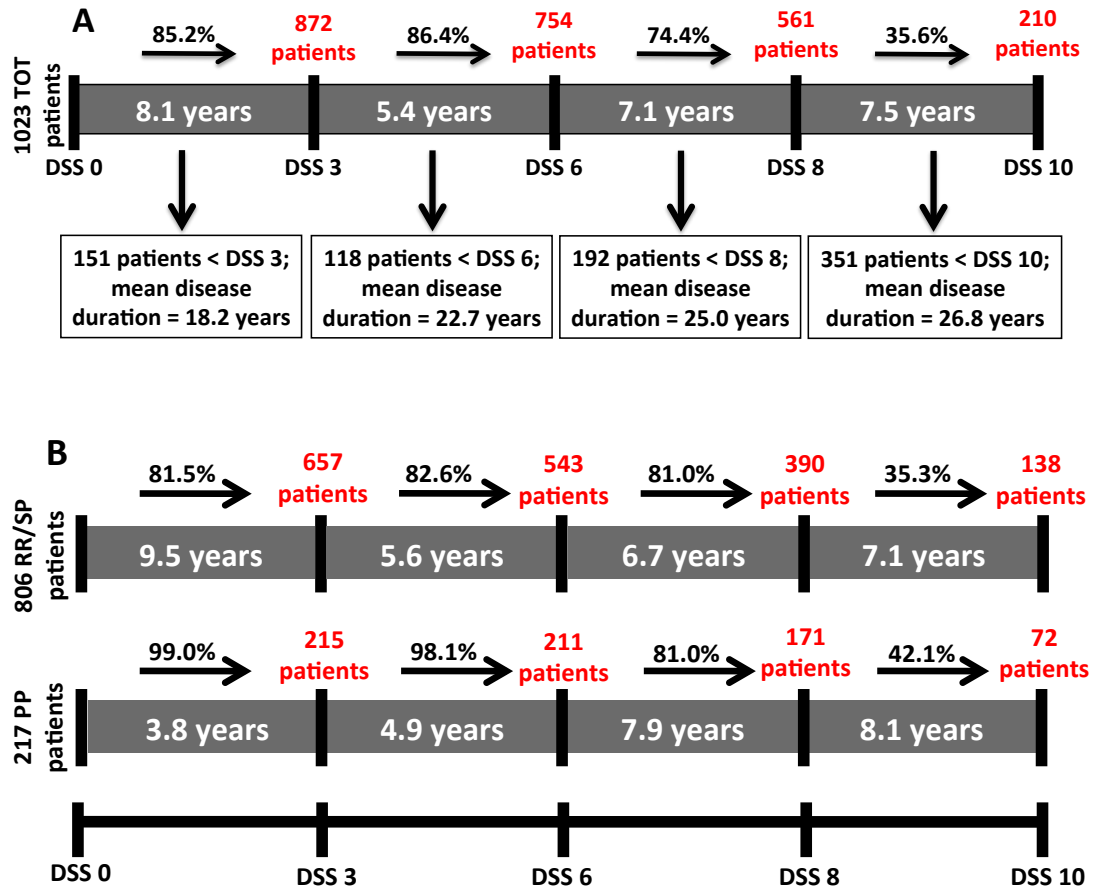 A
85.2%
872
patients
86.4%
754
patients
74.4%
561
patients
35.6%
210
patients
1023 TOT
patients
8.1 years
5.4 years
7.1 years
7.5 years
DSS 0
DSS 3
DSS 6
DSS 8
DSS 10
151 patients < DSS 3;
mean disease
duration = 18.2 years
118 patients < DSS 6;
mean disease
duration = 22.7 years
192 patients < DSS 8;
mean disease
duration = 25.0 years
351 patients < DSS 10;
mean disease
duration = 26.8 years
B
81.5%
657
patients
82.6%
543
patients
81.0%
390
patients
35.3%
138
patients
806 RR/SP
patients
9.5 years
5.6 years
6.7 years
7.1 years
99.0%
215
patients
98.1%
211
patients
81.0%
171
patients
42.1%
72
patients
217 PP
patients
3.8 years
4.9 years
7.9 years
8.1 years
DSS 0
DSS 3
DSS 6
DSS 8
DSS 10